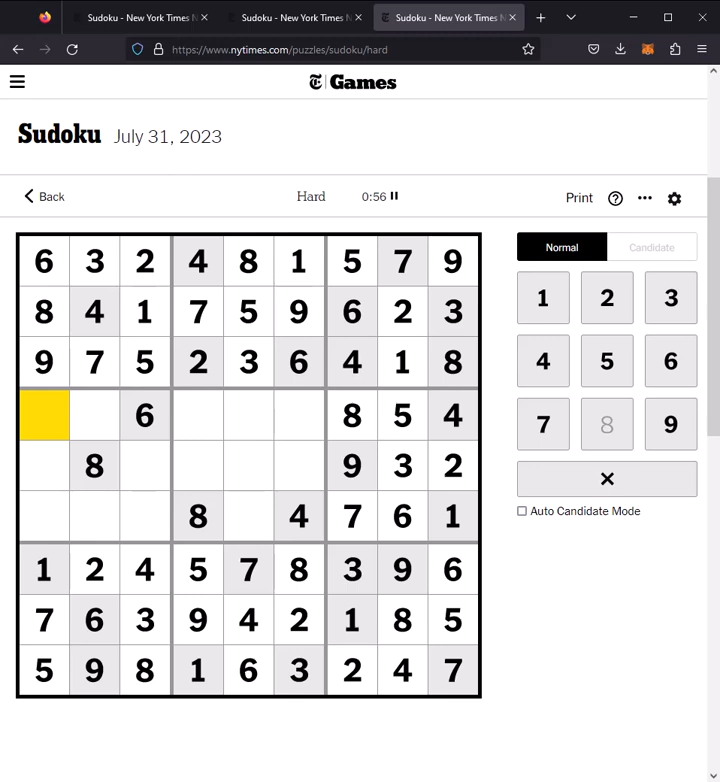 Sudoku - New York Times N
Sudoku - New York Times N
Sudoku - New York Times N
https://www.nytimes.com/puzzles/sudoku/hard
T Games
Sudoku July 31, 2023
Back Hard 0:56 Print
6 3 2 4 8 1 5 7 9
8 4 1 7 5 9 6 2 3
9 7 5 2 3 6 4 1 8
6 8 5 4
8 9 3 2
8 4 7 6 1
1 2 4 5 7 8 3 9 6
7 6 3 9 4 2 1 8 5
5 9 8 1 6 3 2 4 7
Normal Candidate
1 2 3
4 5 6
7 8 9
Auto Candidate Mode